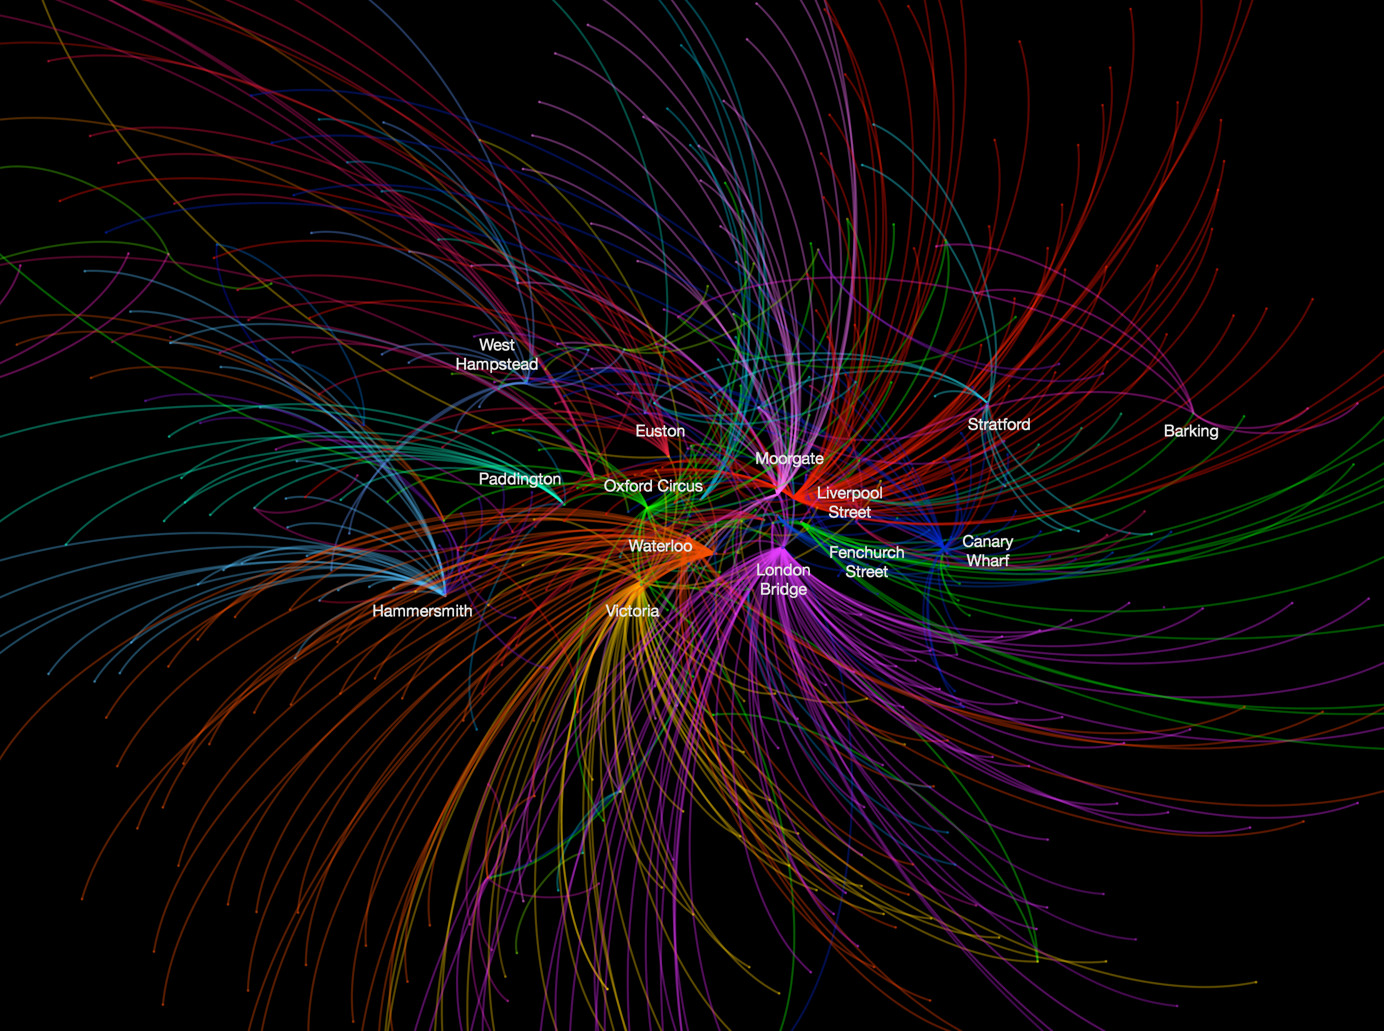 West
Hampstead
Euston
Stratford
Barking
Moorgate
Paddington
Oxford Circus
Liverpool
Street
Waterloo
Fenchurch
Street
Canary
Wharf
London
Bridge
Hammersmith
Victoria